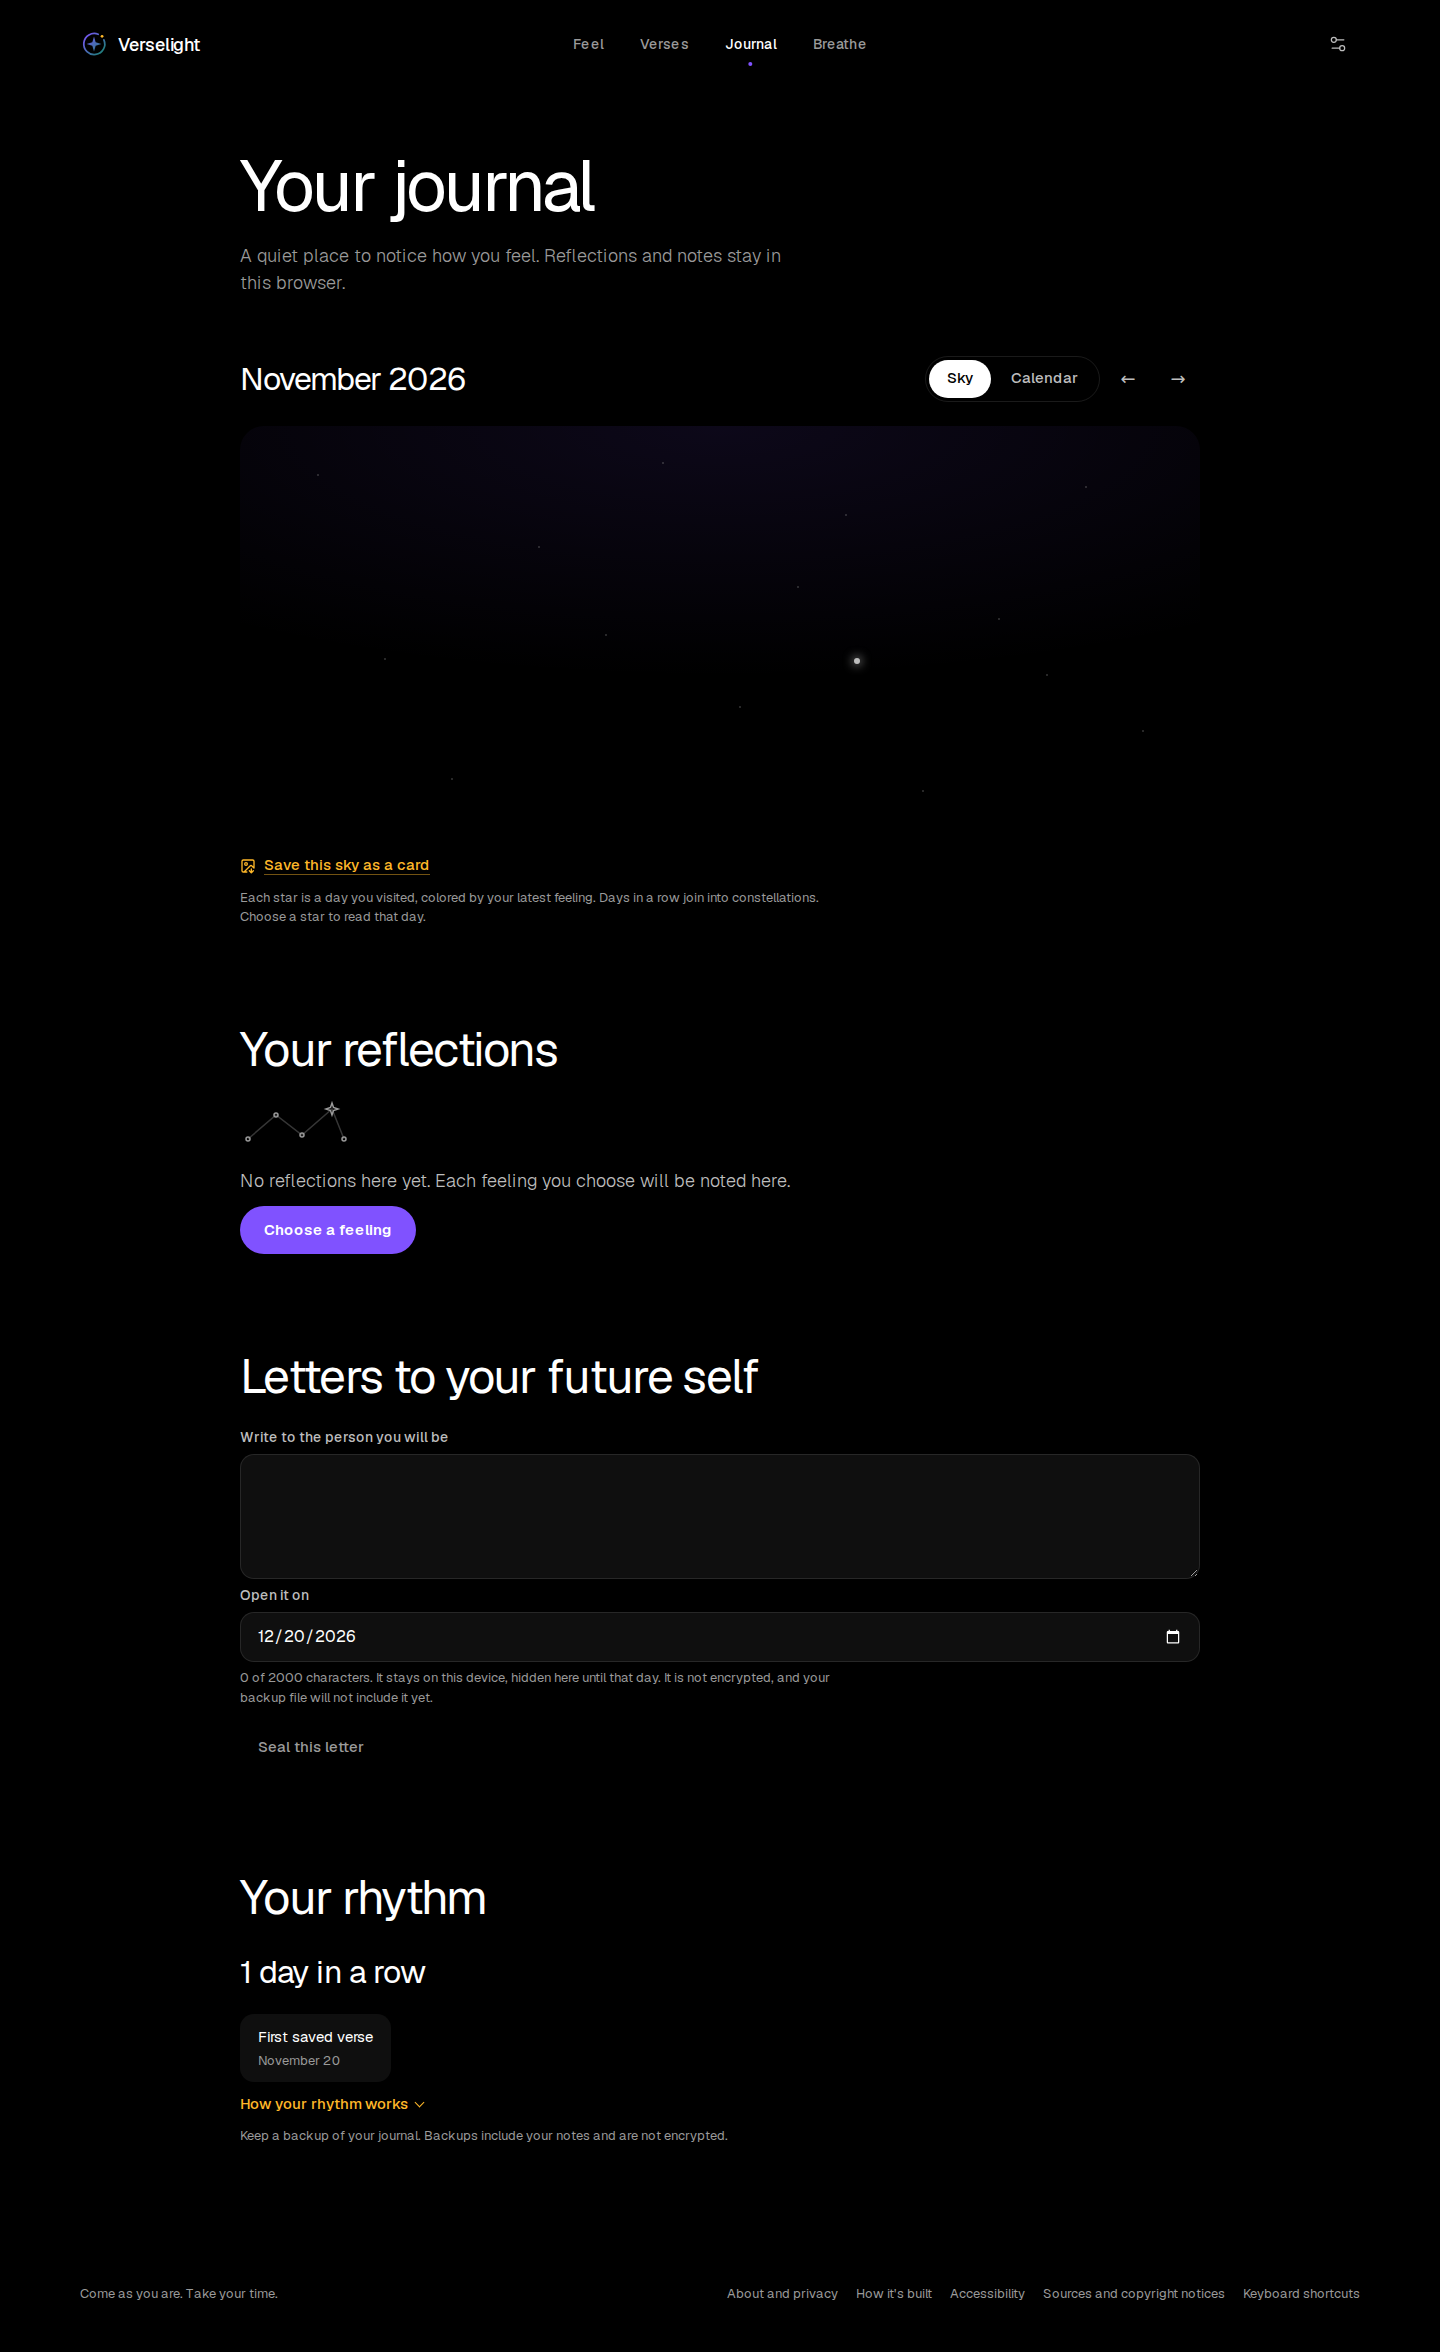 Verselight
Feel
Verses
Journal
Breathe
Your journal
A quiet place to notice how you feel. Reflections and notes stay in
this browser.
November 2026
Sky
Calendar
←
→
Save this sky as a card
Each star is a day you visited, colored by your latest feeling. Days in a row join into constellations.
Choose a star to read that day.
Your reflections
No reflections here yet. Each feeling you choose will be noted here.
Choose a feeling
Letters to your future self
Write to the person you will be
Open it on
12/20/2026
0 of 2000 characters. It stays on this device, hidden here until that day. It is not encrypted, and your
backup file will not include it yet.
Seal this letter
Your rhythm
1 day in a row
First saved verse
November 20
How your rhythm works
Keep a backup of your journal. Backups include your notes and are not encrypted.
Come as you are. Take your time.
About and privacy
How it's built
Accessibility
Sources and copyright notices
Keyboard shortcuts